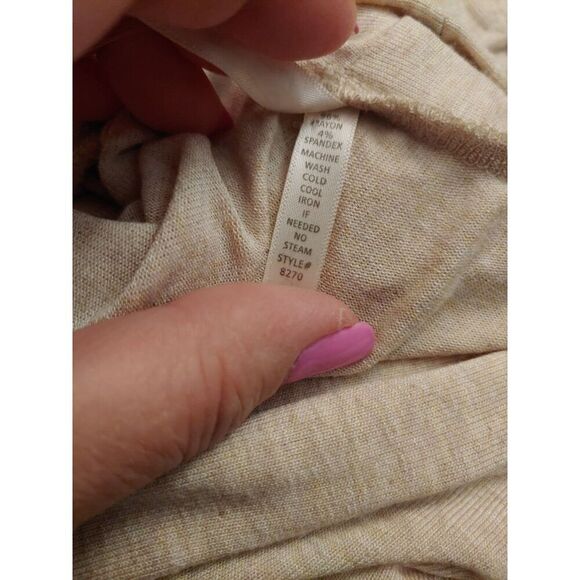 RAYON
4%
SPANDEX
MACHINE
WASH
COLD
COOL
IRON
IF
NEEDED
NO
STEAM
STYLE#
8270